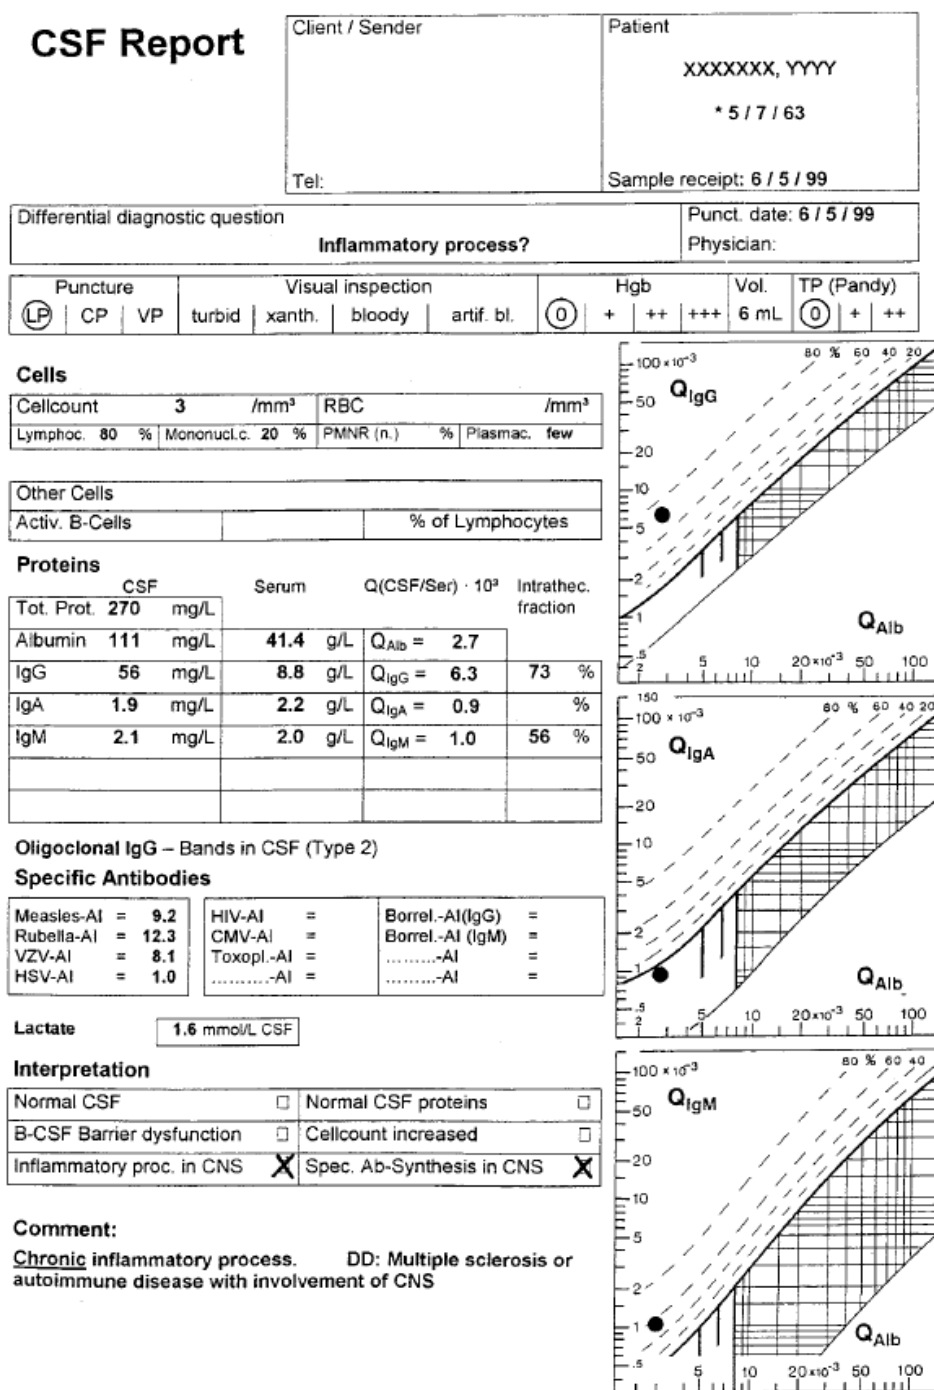 CSF Report
Client / Sender
Tel:
Patient
XXXXXXX, YYYY
* 5 / 7 / 63
Sample receipt: 6 / 5 / 99
Differential diagnostic question
Inflammatory process?
Punct. date: 6 / 5 / 99
Physician:
Puncture Visual inspection Hgb Vol. TP (Pandy)
LP CP VP turbid xanth. bloody artif. bl. 0 + ++ +++ 6 mL 0 + ++
Cells
Cellcount 3 /mm³ RBC /mm³
Lymphoc. 80 % Mononucl.c. 20 % PMNR (n.) % Plasmac. few
Other Cells
Activ. B-Cells % of Lymphocytes
Proteins
CSF Serum Q(CSF/Ser) · 10³ Intrathec. fraction
Tot. Prot. 270 mg/L
Albumin 111 mg/L 41.4 g/L QAlb = 2.7
IgG 56 mg/L 8.8 g/L QIgG = 6.3 73 %
IgA 1.9 mg/L 2.2 g/L QIgA = 0.9 %
IgM 2.1 mg/L 2.0 g/L QIgM = 1.0 56 %
Oligoclonal IgG – Bands in CSF (Type 2)
Specific Antibodies
Measles-AI = 9.2 HIV-AI = Borrel.-AI(IgG) =
Rubella-AI = 12.3 CMV-AI = Borrel.-AI (IgM) =
VZV-AI = 8.1 Toxopl.-AI = .........-AI =
HSV-AI = 1.0 ..........-AI = .........-AI =
Lactate 1.6 mmol/L CSF
Interpretation
Normal CSF □ Normal CSF proteins □
B-CSF Barrier dysfunction □ Cellcount increased □
Inflammatory proc. in CNS X Spec. Ab-Synthesis in CNS X
Comment:
Chronic inflammatory process. DD: Multiple sclerosis or
autoimmune disease with involvement of CNS
100 x 10⁻³ 80 % 60 40 20
QIgG
50
20
10
5
2
1
QAlb
.5
2 5 10 20x10⁻³ 50 100
150 80 % 60 40 20
100 x 10⁻³
QIgA
50
20
10
5
2
1
QAlb
.5
2 5 10 20x10⁻³ 50 100
100 x 10⁻³ 80 % 60 40
QIgM
50
20
10
5
2
1
QAlb
.5
5 10 20x10⁻³ 50 100